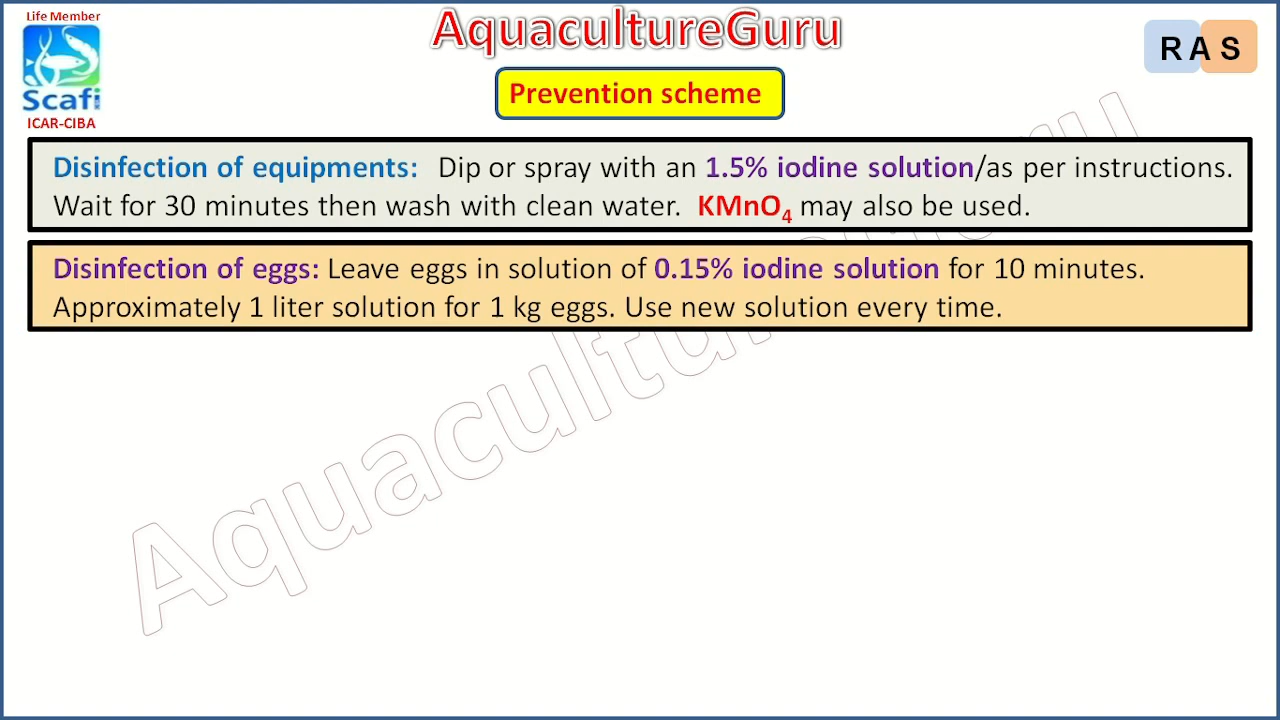 Life Member
AquacultureGuru
R A S
Prevention scheme
Scafi
ICAR-CIBA
Disinfection of equipments: Dip or spray with an 1.5% iodine solution/as per instructions.
Wait for 30 minutes then wash with clean water. KMnO4 may also be used.
Disinfection of eggs: Leave eggs in solution of 0.15% iodine solution for 10 minutes.
Approximately 1 liter solution for 1 kg eggs. Use new solution every time.